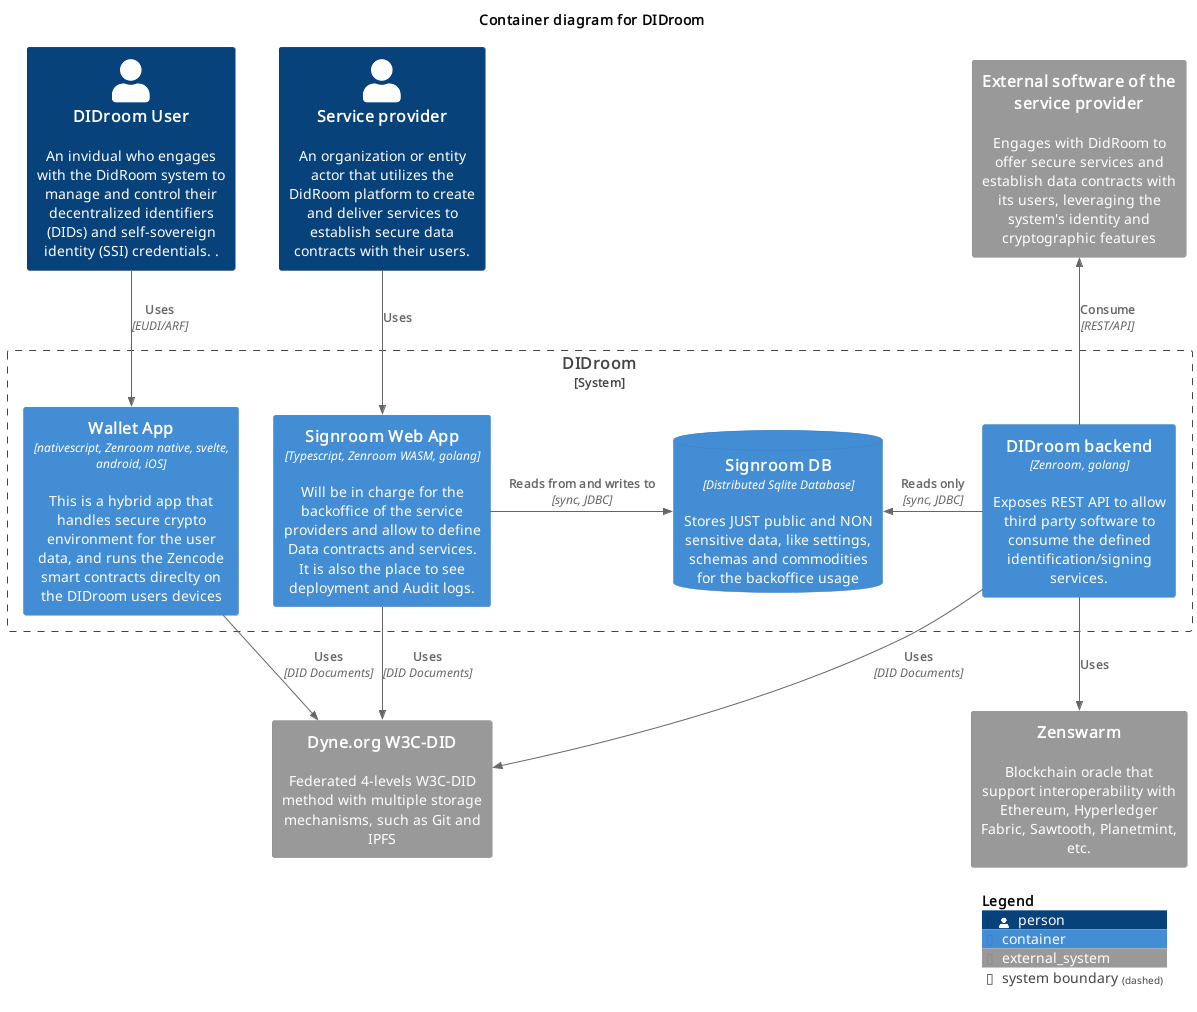 Container diagram for DIDroom
DIDroom User
An invidual who engages
with the DidRoom system to
manage and control their
decentralized identifiers
(DIDs) and self-sovereign
identity (SSI) credentials. .
Service provider
An organization or entity
actor that utilizes the
DidRoom platform to create
and deliver services to
establish secure data
contracts with their users.
External software of the
service provider
Engages with DidRoom to
offer secure services and
establish data contracts with
its users, leveraging the
system's identity and
cryptographic features
Uses
[EUDI/ARF]
Uses
Consume
[REST/API]
DIDroom
[System]
Wallet App
[nativescript, Zenroom native, svelte,
android, iOS]
This is a hybrid app that
handles secure crypto
environment for the user
data, and runs the Zencode
smart contracts direclty on
the DIDroom users devices
Signroom Web App
[Typescript, Zenroom WASM, golang]
Will be in charge for the
backoffice of the service
providers and allow to define
Data contracts and services.
It is also the place to see
deployment and Audit logs.
Reads from and writes to
[sync, JDBC]
Signroom DB
[Distributed Sqlite Database]
Stores JUST public and NON
sensitive data, like settings,
schemas and commodities
for the backoffice usage
Reads only
[sync, JDBC]
DIDroom backend
[Zenroom, golang]
Exposes REST API to allow
third party software to
consume the defined
identification/signing
services.
Uses
[DID Documents]
Uses
[DID Documents]
Uses
[DID Documents]
Uses
Dyne.org W3C-DID
Federated 4-levels W3C-DID
method with multiple storage
mechanisms, such as Git and
IPFS
Zenswarm
Blockchain oracle that
support interoperability with
Ethereum, Hyperledger
Fabric, Sawtooth, Planetmint,
etc.
Legend
person
container
external_system
system boundary (dashed)